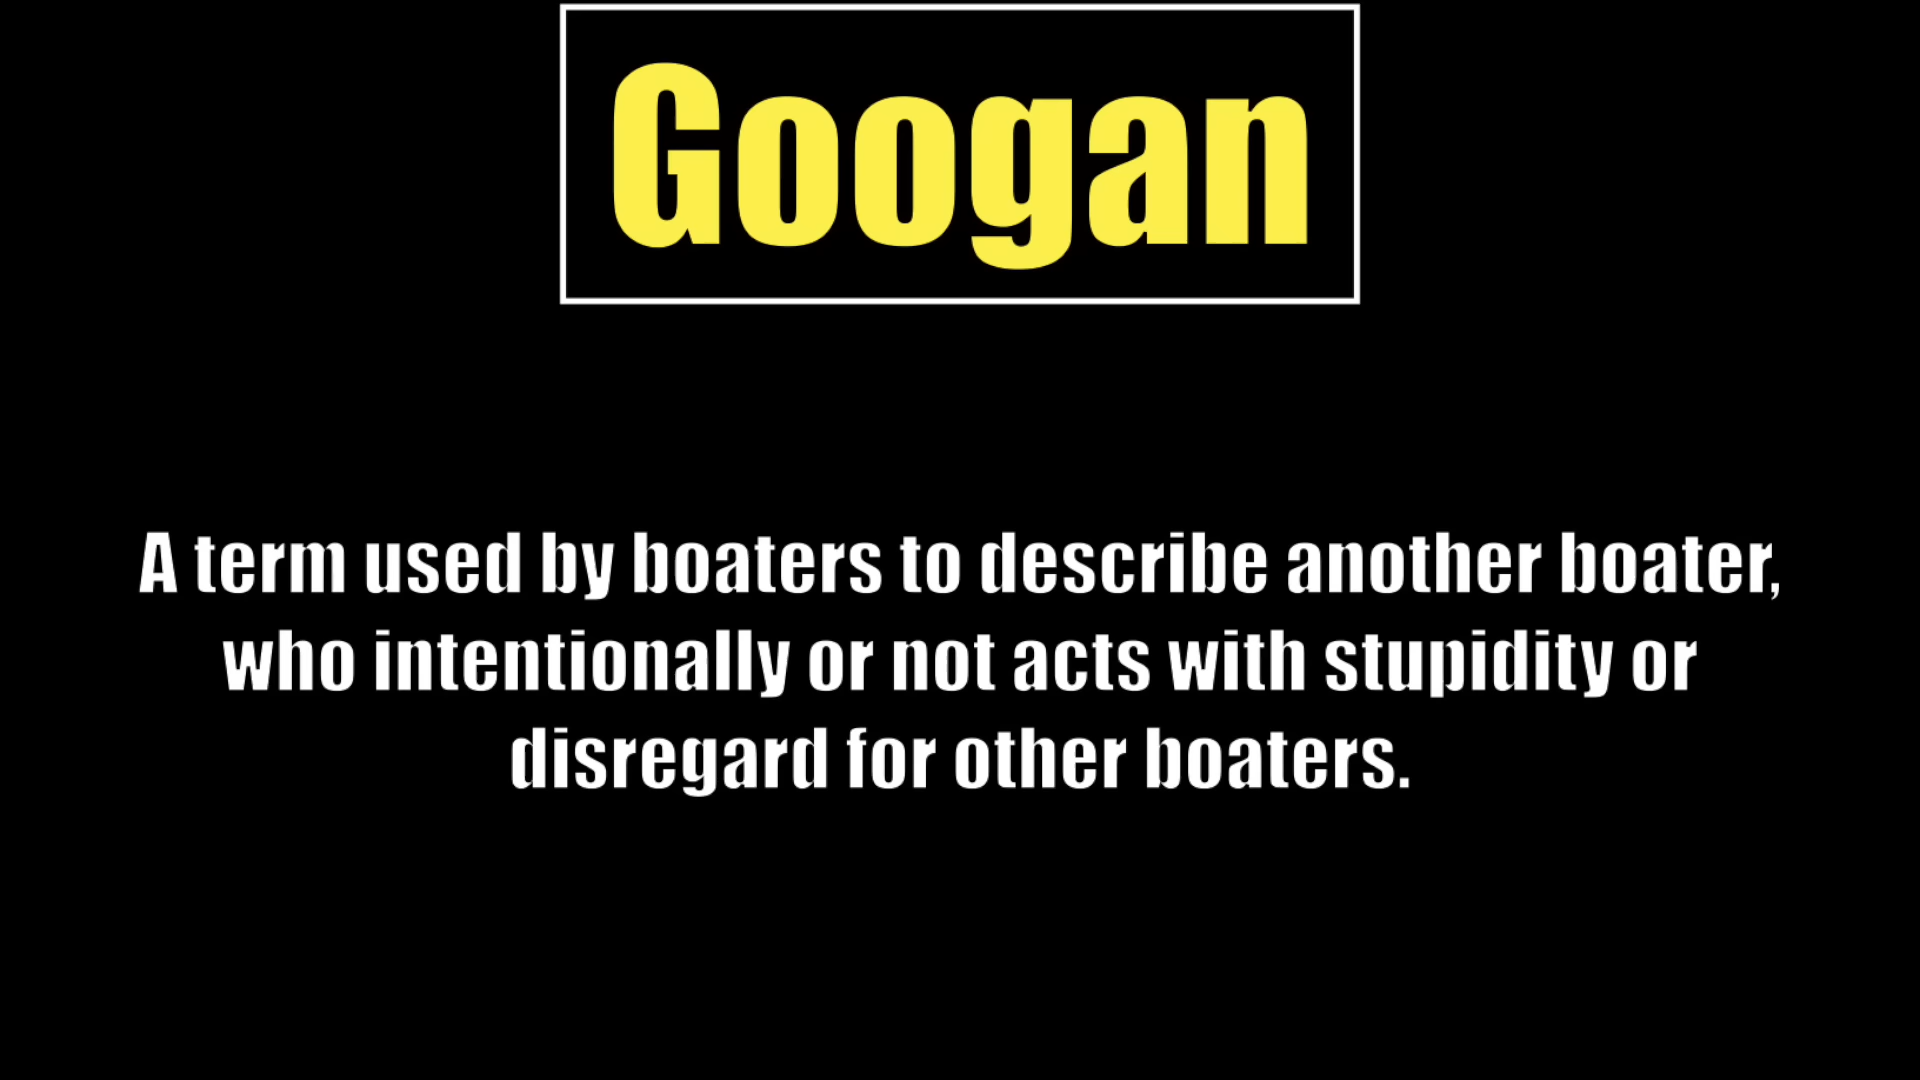 Googan
A term used by boaters to describe another boater,
who intentionally or not acts with stupidity or
disregard for other boaters.